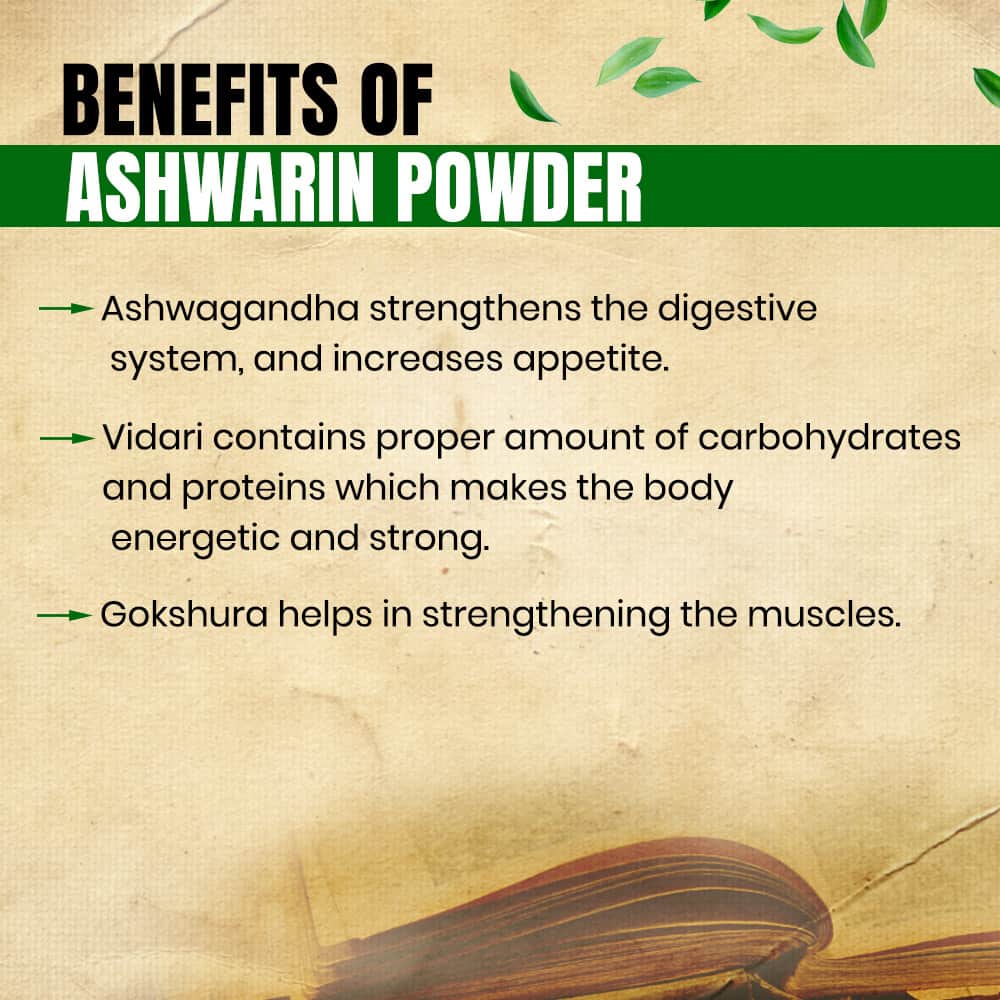 BENEFITS OF
ASHWARIN POWDER
Ashwagandha strengthens the digestive
system, and increases appetite.
Vidari contains proper amount of carbohydrates
and proteins which makes the body
energetic and strong.
Gokshura helps in strengthening the muscles.